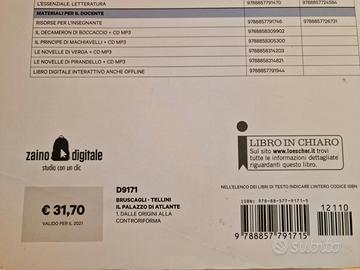 L'ESSENZIALE. LETTERATURA 9788857791470 9788857724584
MATERIALI PER IL DOCENTE
RISORSE PER L'INSEGNANTE 9788857791746 9788857726731
IL DECAMERON DI BOCCACCIO + CD MP3 9788858309902
IL PRINCIPE DI MACHIAVELLI + CD MP3 9788858305300
LE NOVELLE DI VERGA + CD MP3 9788858314203
LE NOVELLE DI PIRANDELLO + CD MP3 9788858314821
LIBRO DIGITALE INTERATTIVO ANCHE OFFLINE 9788857791944
zaino digitale
studio con un clic
LIBRO IN CHIARO
Sul sito www.loescher.it trovi
tutte le informazioni dettagliate
riguardanti questo libro.
NELL'ELENCO DEI LIBRI DI TESTO INDICARE L'INTERO CODICE ISBN
D9171
BRUSCAGLI - TELLINI
IL PALAZZO DI ATLANTE
1. DALLE ORIGINI ALLA
CONTRORIFORMA
€ 31,70
VALIDO PER IL 2021
ISBN: 978-88-577-9171-5
12110
9 788857 791715
subito